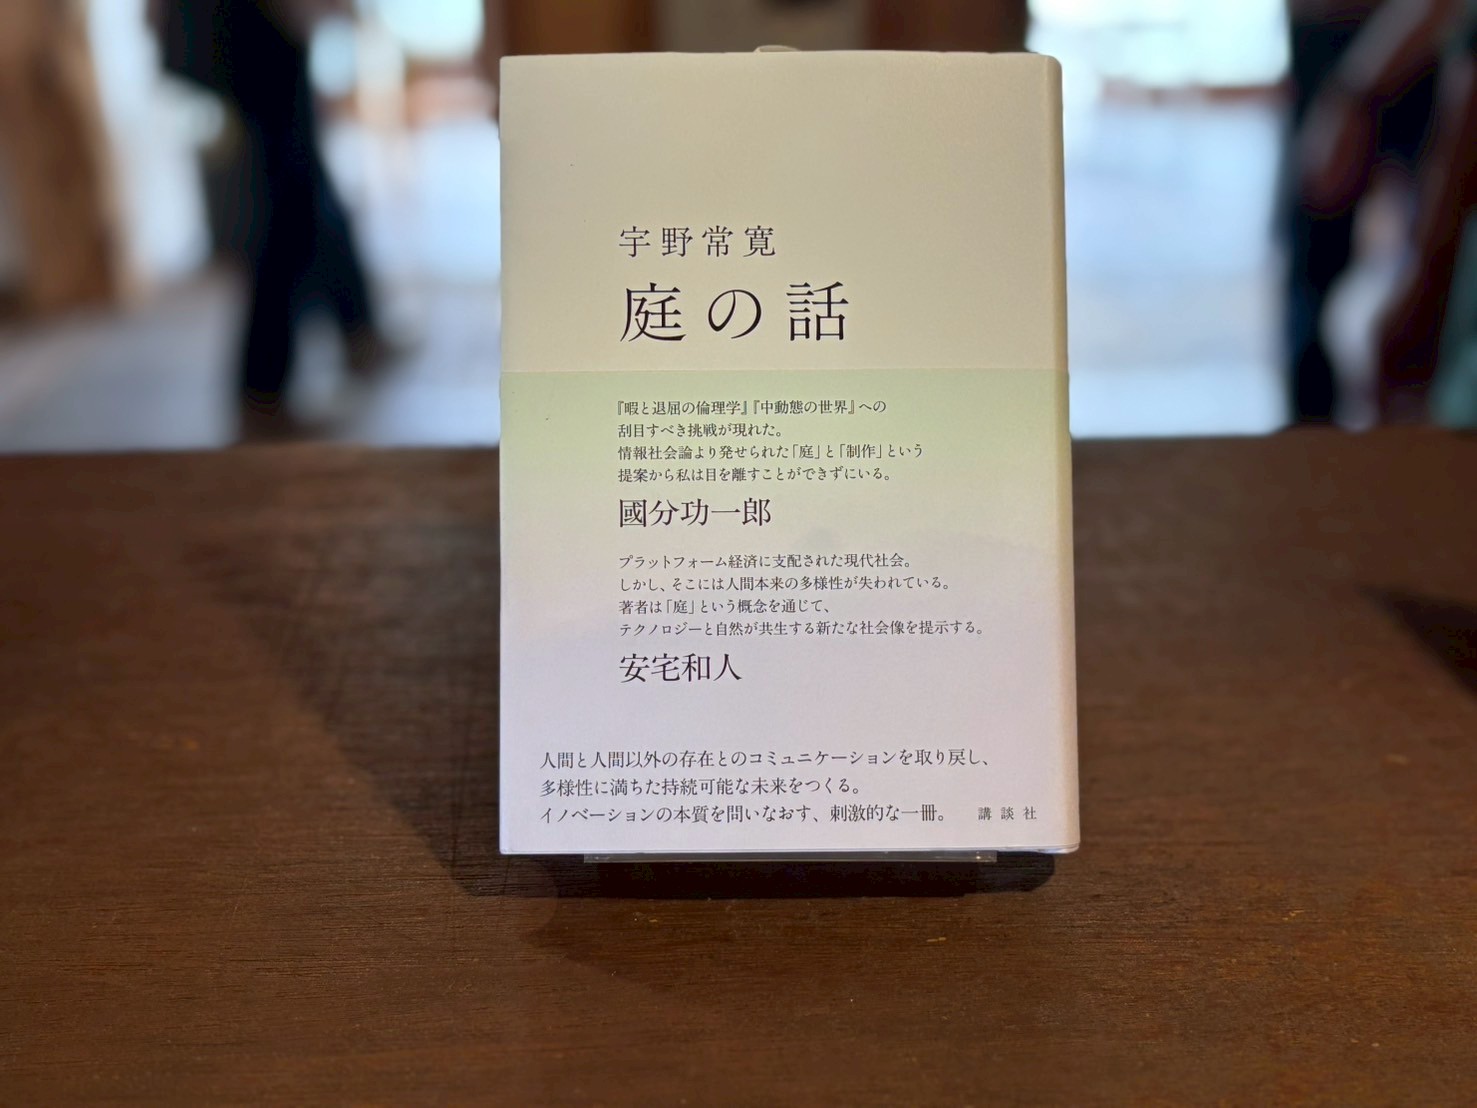 宇野常寛
庭の話
『暇と退屈の倫理学』『中動態の世界』への
刮目すべき挑戦が現れた。
情報社会論より発せられた「庭」と「制作」という
提案から私は目を離すことができずにいる。
國分功一郎
プラットフォーム経済に支配された現代社会。
しかし、そこには人間本来の多様性が失われている。
著者は「庭」という概念を通じて、
テクノロジーと自然が共生する新たな社会像を提示する。
安宅和人
人間と人間以外の存在とのコミュニケーションを取り戻し、
多様性に満ちた持続可能な未来をつくる。
イノベーションの本質を問いなおす、刺激的な一冊。
講談社